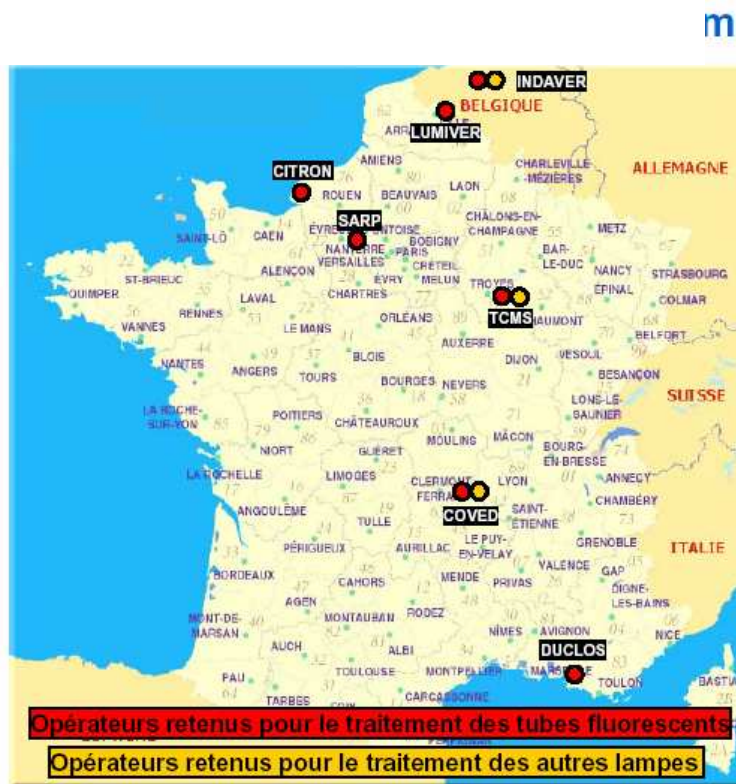 m
INDAVER
BELGIQUE
LUMIVER
AMIENS
CITRON
CHARLEVILLE
-MÉZIÈRES
ALLEMAGNE
ROUEN
BEAUVAIS
LAON
SARP
CHÂLONS-EN-
CHAMPAGNE
METZ
SAINT-LÔ
CAEN
NANTERRE
BOBIGNY
PARIS
VERSAILLES
CRÉTEIL
BAR-
LE-DUC
NANCY
STRASBOURG
ST-BRIEUC
ALENÇON
ÉVRY
MELUN
TROYES
ÉPINAL
QUIMPER
CHARTRES
COLMAR
RENNES
LAVAL
LE MANS
ORLÉANS
TCMS
VANNES
AUXERRE
BELFORT
BLOIS
DIJON
VESOUL
NANTES
ANGERS
TOURS
BOURGES
NEVERS
BESANÇON
LONS-LE-
SAUNIER
SUISSE
LA ROCHE-
SUR-YON
POITIERS
CHÂTEAUROUX
NIORT
MOULINS
MÂCON
BOURG-
EN-BRESSE
GUÉRET
LA ROCHELLE
LIMOGES
LYON
ANNECY
COVED
CHAMBÉRY
ANGOULÊME
TULLE
SAINT-
ÉTIENNE
PÉRIGUEUX
AURILLAC
LE PUY-
EN-VELAY
GRENOBLE
ITALIE
BORDEAUX
CAHORS
MENDE
PRIVAS
VALENCE
GAP
DIGNE-
LES-BAINS
AGEN
MONT-DE-
MARSAN
MONTAUBAN
RODEZ
NÎMES
AVIGNON
NICE
AUCH
ALBI
DUCLOS
PAU
TOULOUSE
MONTPELLIER
TOULON
TARBES
CARCASSONNE
Opérateurs retenus pour le traitement des tubes fluorescents
Opérateurs retenus pour le traitement des autres lampes